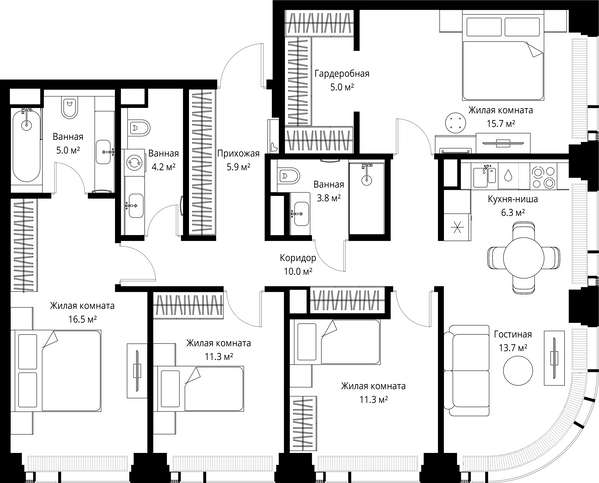 Гардеробная
5.0 м²
Жилая комната
15.7 м²
Ванная
5.0 м²
Ванная
4.2 м²
Прихожая
5.9 м²
Ванная
3.8 м²
Кухня-ниша
6.3 м²
Коридор
10.0 м²
Жилая комната
16.5 м²
Жилая комната
11.3 м²
Гостиная
13.7 м²
Жилая комната
11.3 м²